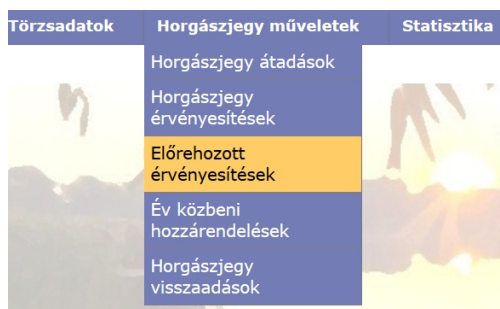 Törzsadatok Horgászjegy műveletek Statisztika
Horgászjegy átadások
Horgászjegy
érvényesítések
Előrehozott
érvényesítések
Év közbeni
hozzárendelések
Horgászjegy
visszaadások